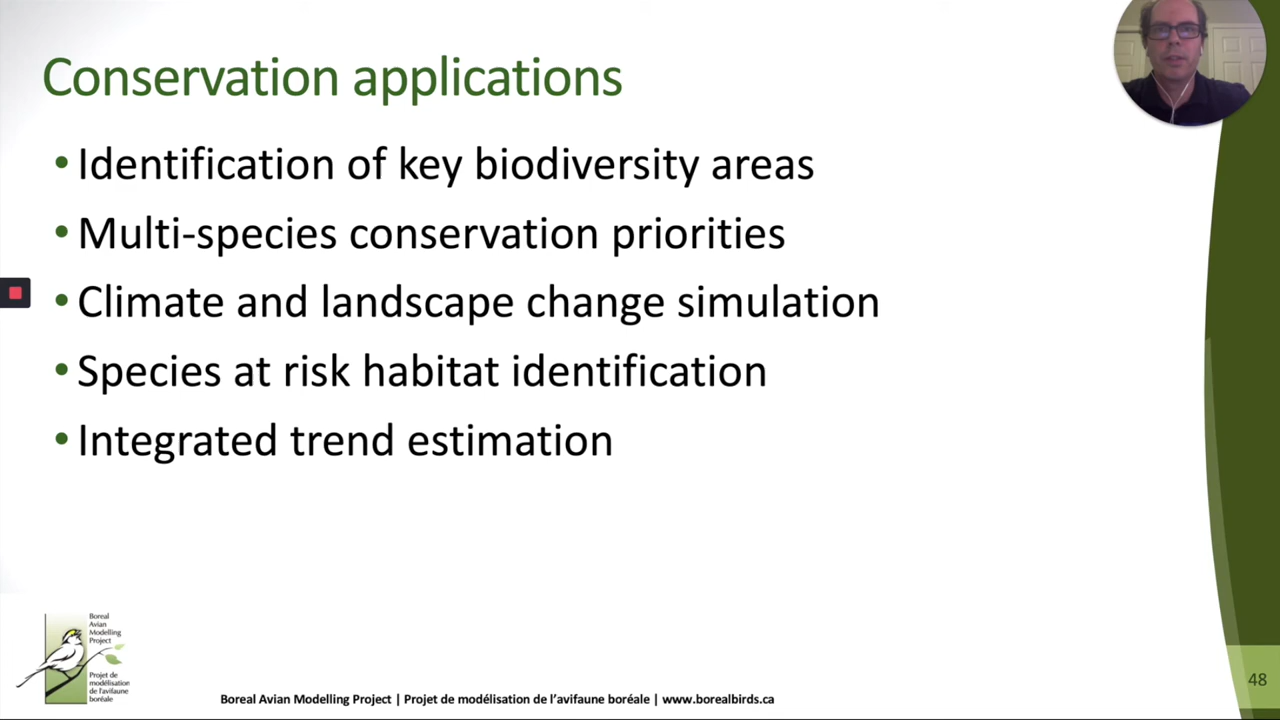 Conservation applications
• Identification of key biodiversity areas
• Multi-species conservation priorities
• Climate and landscape change simulation
• Species at risk habitat identification
• Integrated trend estimation
Boreal
Avian
Modelling
Project
Projet de
modélisation
de l'avifaune
boréale
Boreal Avian Modelling Project | Projet de modélisation de l’avifaune boréale | www.borealbirds.ca
48